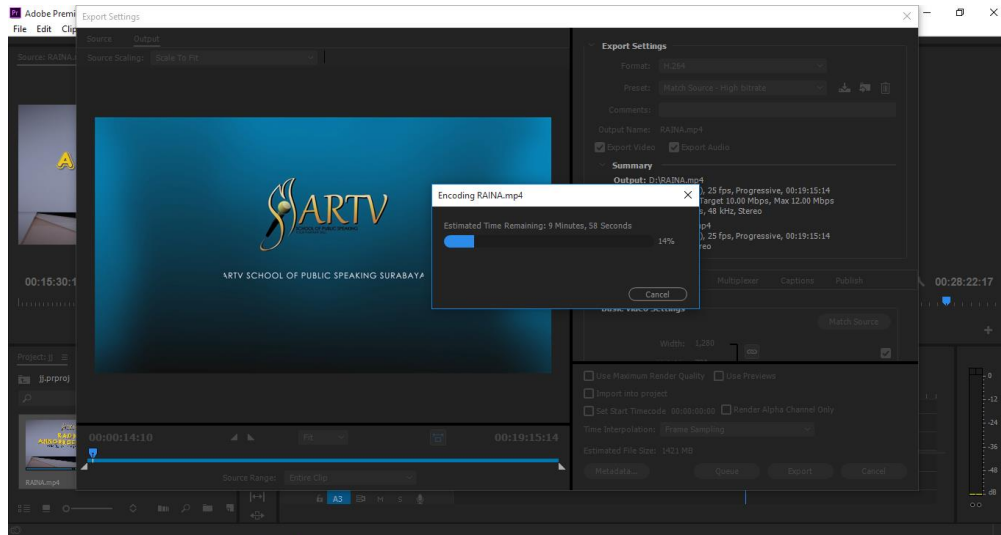 Adobe Premi
File Edit Clip
Export Settings
Source Output
Source: RAINA.
Source Scaling: Scale To Fit
ARTV
SCHOOL OF PUBLIC SPEAKING
ARTV SCHOOL OF PUBLIC SPEAKING SURABAYA
00:15:30:1
Project: jj
jj.prproj
RAINA.mp4
00:00:14:10
Fit
00:19:15:14
Source Range: Entire Clip
A3 M S
Export Settings
Format: H.264
Preset: Match Source - High bitrate
Comments:
Output Name: RAINA.mp4
Export Video Export Audio
Summary
Output: D:\RAINA.mp4
), 25 fps, Progressive, 00:19:15:14
Target 10.00 Mbps, Max 12.00 Mbps
s, 48 kHz, Stereo
mp4
), 25 fps, Progressive, 00:19:15:14
reo
Encoding RAINA.mp4
Estimated Time Remaining: 9 Minutes, 58 Seconds
14%
Cancel
Multiplexer Captions Publish
Basic Video Settings
Match Source
Width: 1,280
Use Maximum Render Quality Use Previews
Import into project
Set Start Timecode 00:00:00:00 Render Alpha Channel Only
Time Interpolation: Frame Sampling
Estimated File Size: 1421 MB
Metadata... Queue Export Cancel
00:28:22:17
0
-12
-24
-36
-48
dB